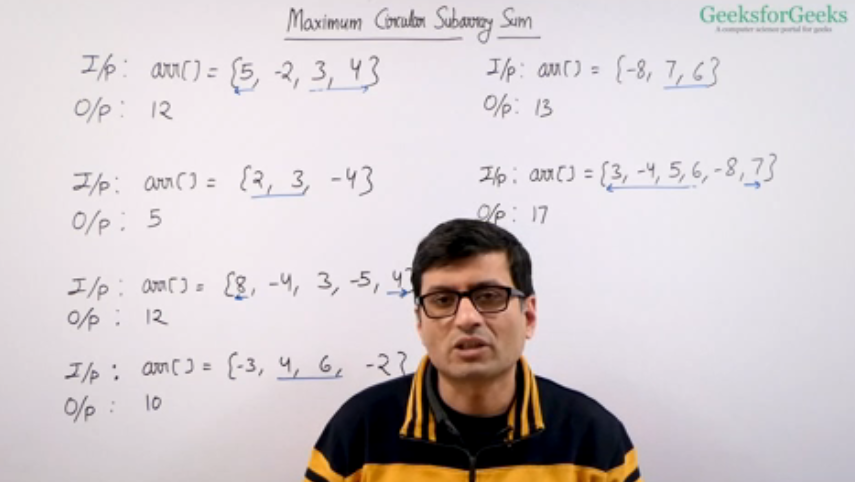 Maximum Circular Subarray Sum
GeeksforGeeks
A computer science portal for geeks
I/p: arr[] = {5, -2, 3, 4}
O/p: 12
I/p: arr[] = {2, 3, -4}
O/p: 5
I/p: arr[] = {8, -4, 3, -5, 4}
O/p: 12
I/p: arr[] = {-3, 4, 6, -2}
O/p: 10
I/p: arr[] = {-8, 7, 6}
O/p: 13
I/p: arr[] = {3, -4, 5, 6, -8, 7}
O/p: 17